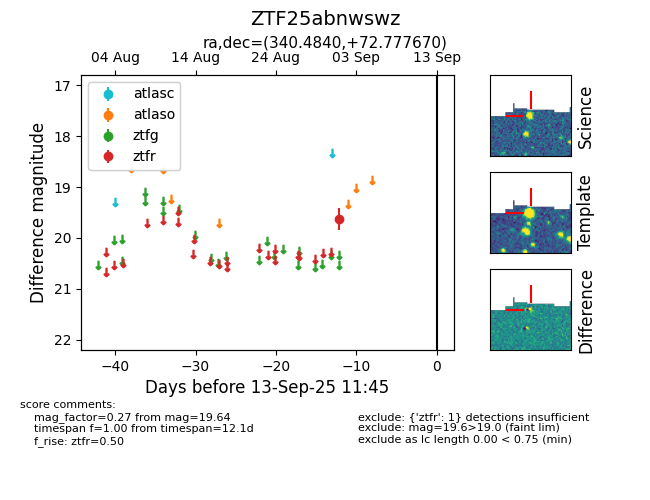 ZTF25abnwswz
ra,dec=(340.4840,+72.777670)
04 Aug 14 Aug 24 Aug 03 Sep 13 Sep
atlasc
atlaso
ztfg
ztfr
17
18
19
20
21
22
Difference magnitude
−40 −30 −20 −10 0
Days before 13-Sep-25 11:45
Science
Template
Difference
score comments:
mag_factor=0.27 from mag=19.64
timespan f=1.00 from timespan=12.1d
f_rise: ztfr=0.50
exclude: {'ztfr': 1} detections insufficient
exclude: mag=19.6>19.0 (faint lim)
exclude as lc length 0.00 < 0.75 (min)